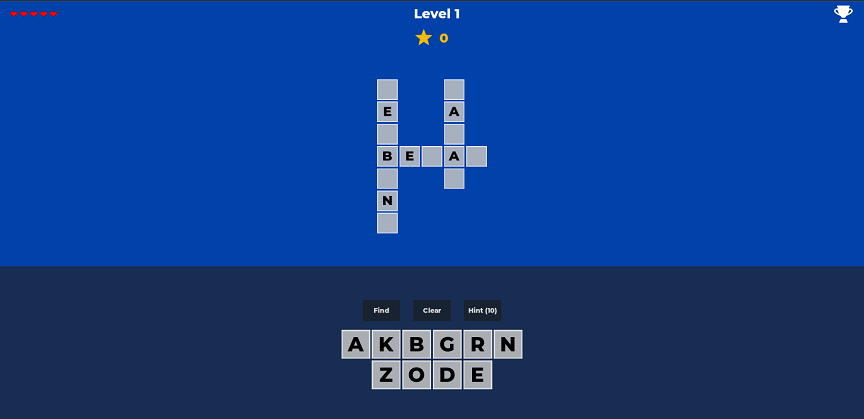 Level 1
0
E A
B E A
N
Find Clear Hint (10)
A K B G R N
Z O D E